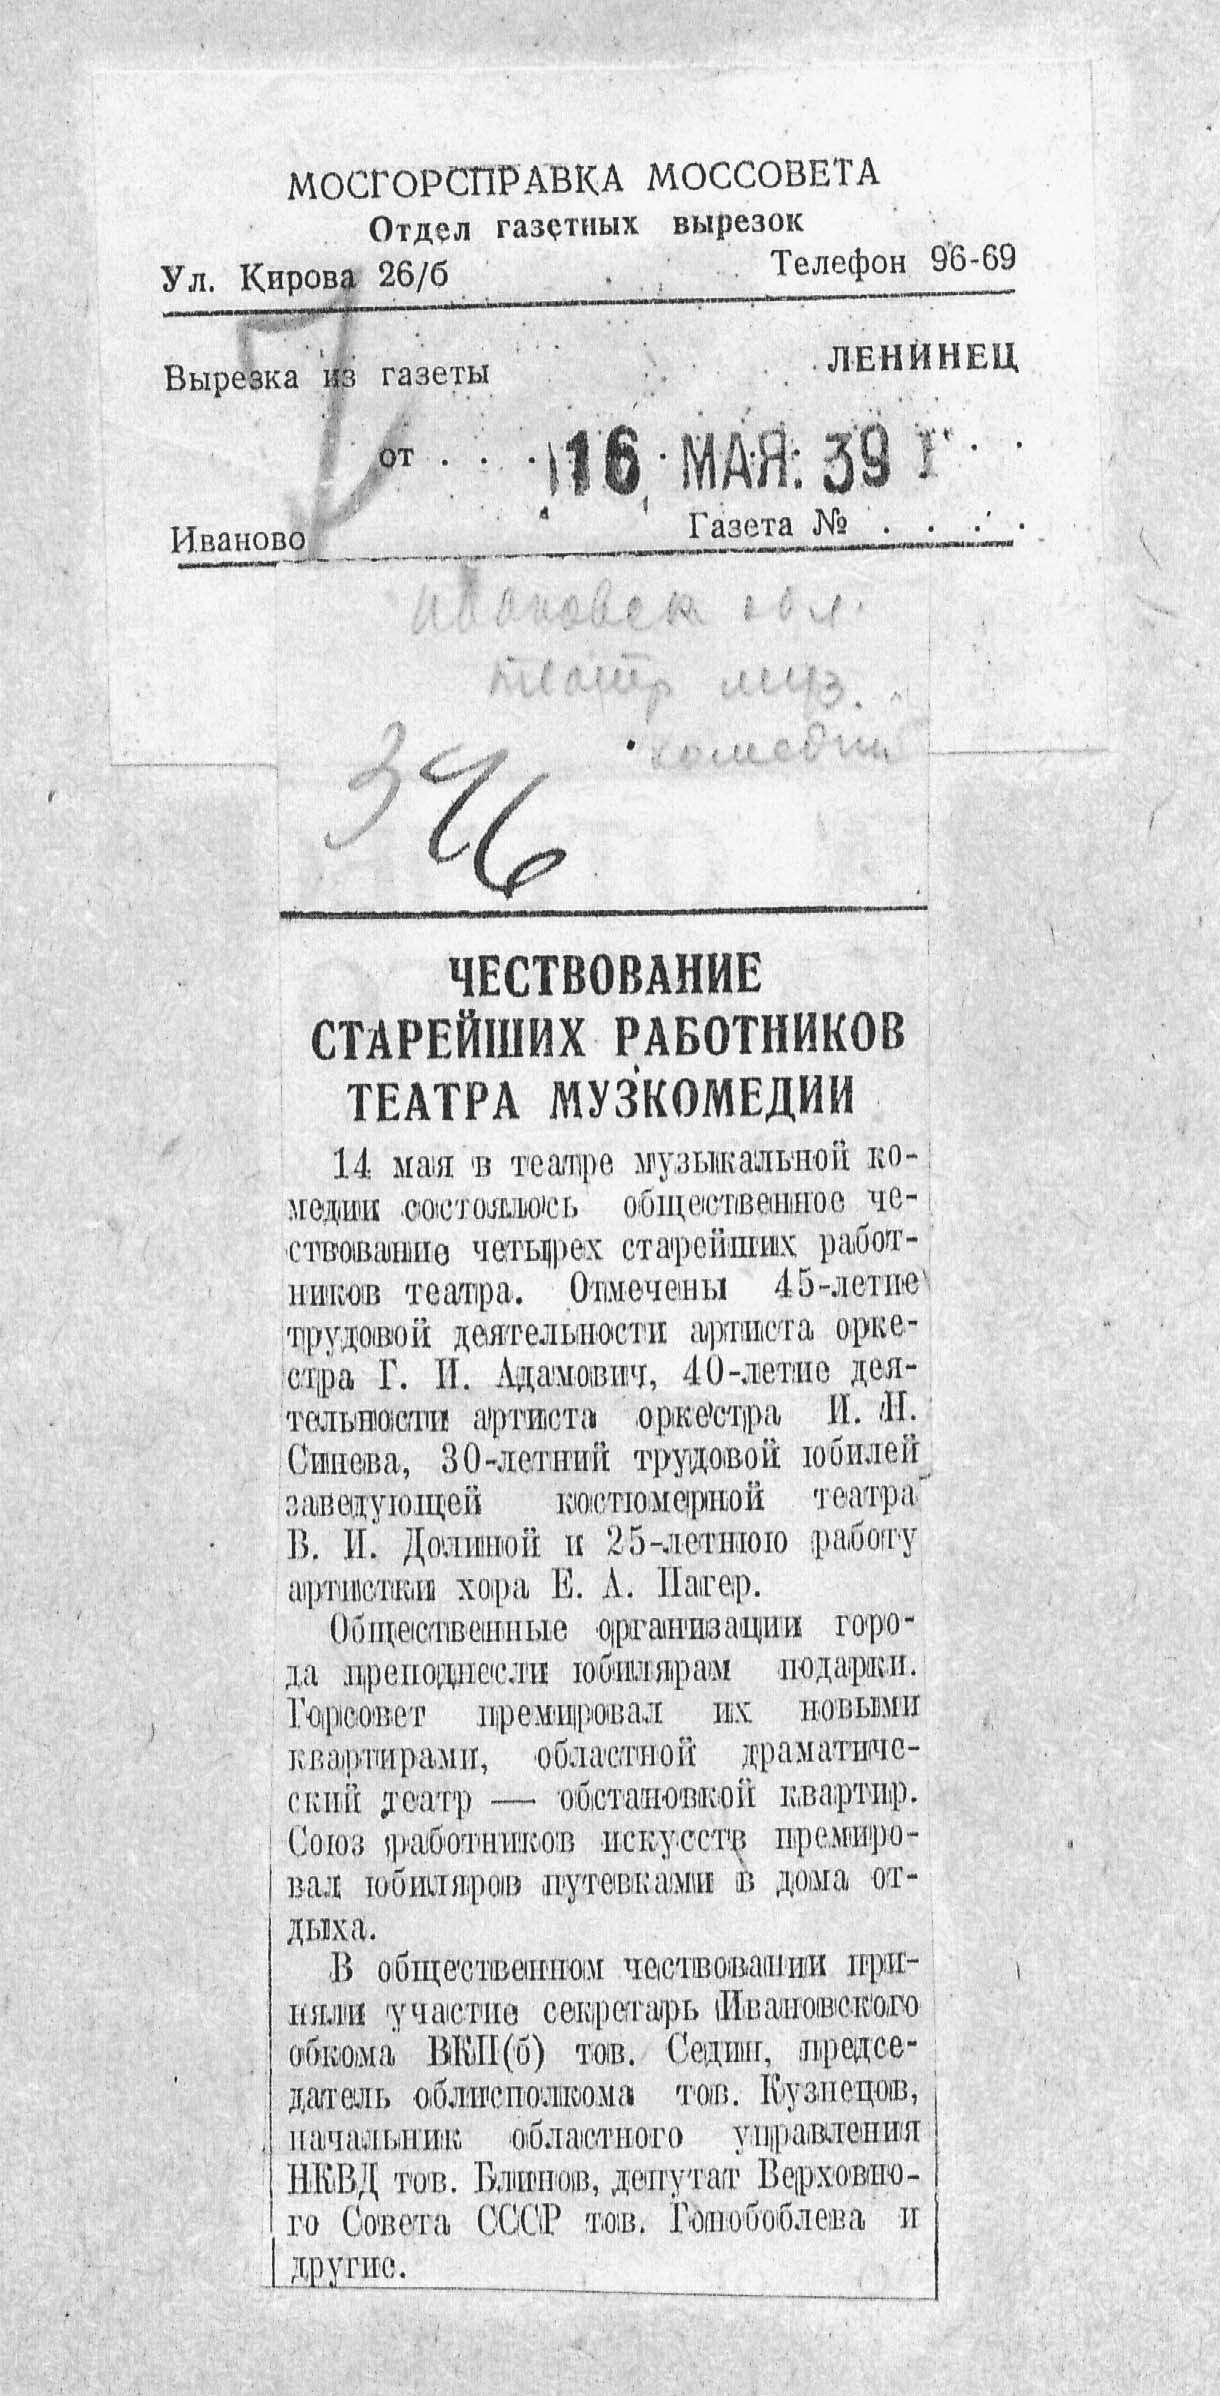 МОСГОРСПРАВКА МОССОВЕТА
Отдел газетных вырезок
Ул. Кирова 26/б Телефон 96-69
Вырезка из газеты ЛЕНИНЕЦ
от . . . 16 МАЯ 39 г . .
Иваново Газета № . . . .
Ивановск обл.
театр муз.
комедии
346
ЧЕСТВОВАНИЕ
СТАРЕЙШИХ РАБОТНИКОВ
ТЕАТРА МУЗКОМЕДИИ
14 мая в театре музыкальной ко-
медии состоялось общественное че-
ствование четырех старейших работ-
ников театра. Отмечены 45-летие
трудовой деятельности артиста орке-
стра Г. И. Адамович, 40-летие дея-
тельности артиста оркестра И. Н.
Синева, 30-летний трудовой юбилей
заведующей костюмерной театра
В. И. Долиной и 25-летнюю работу
артистки хора Е. А. Пагер.
Общественные организации горо-
да преподнесли юбилярам подарки.
Горсовет премировал их новыми
квартирами, областной драматиче-
ский театр — обстановкой квартир.
Союз работников искусств премиро-
вал юбиляров путевками в дома от-
дыха.
В общественном чествовании при-
няли участие секретарь Ивановского
обкома ВКП(б) тов. Седин, предсе-
датель облисполкома тов. Кузнецов,
начальник областного управления
НКВД тов. Блинов, депутат Верховно-
го Совета СССР тов. Гонобоблева и
другие.